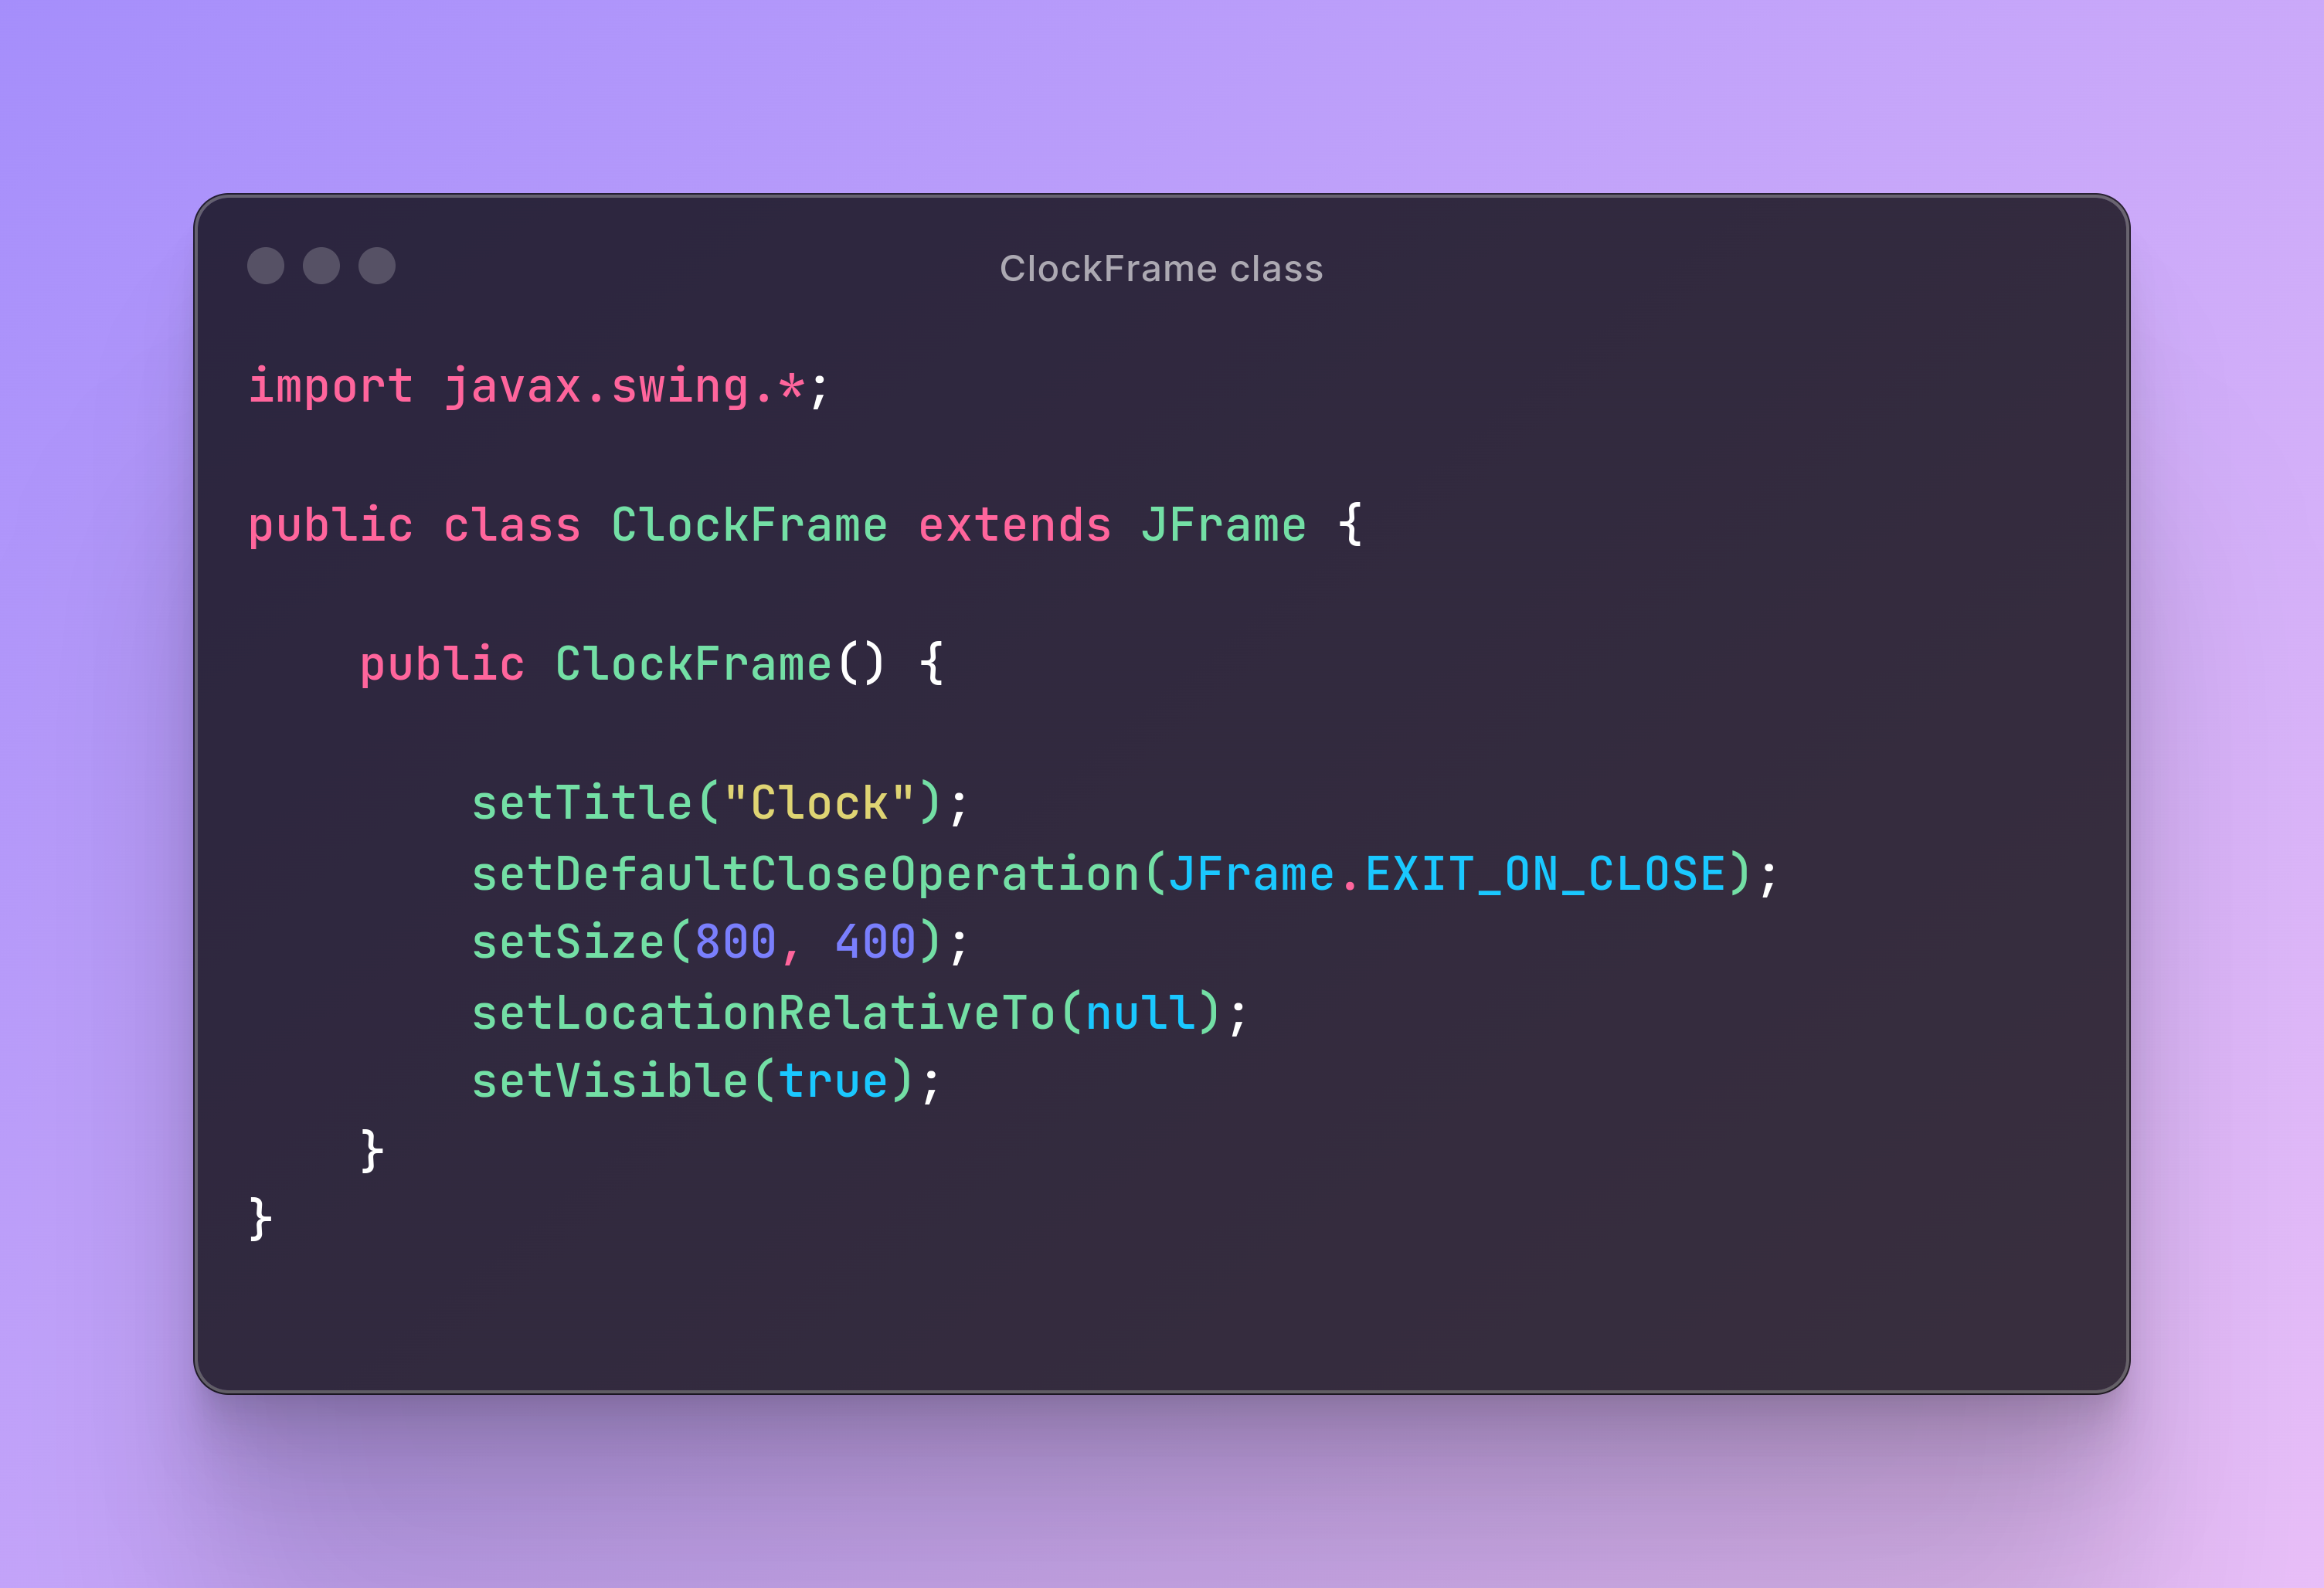 ClockFrame class
import javax.swing.*;
public class ClockFrame extends JFrame {
    public ClockFrame() {
        setTitle("Clock");
        setDefaultCloseOperation(JFrame.EXIT_ON_CLOSE);
        setSize(800, 400);
        setLocationRelativeTo(null);
        setVisible(true);
    }
}